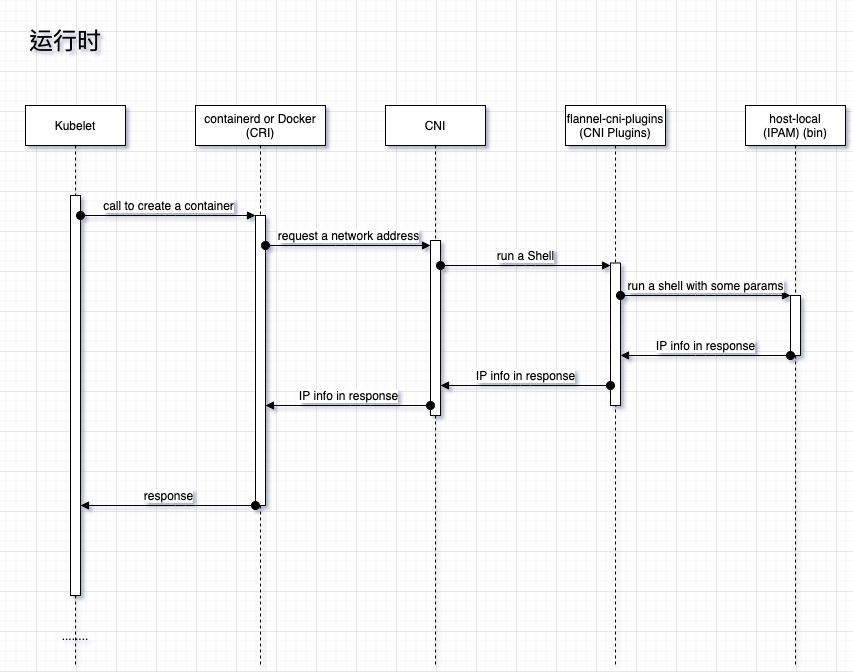 运行时
Kubelet
containerd or Docker
(CRI)
CNI
flannel-cni-plugins
(CNI Plugins)
host-local
(IPAM) (bin)
call to create a container
request a network address
run a Shell
run a shell with some params
IP info in response
IP info in response
IP info in response
response
........